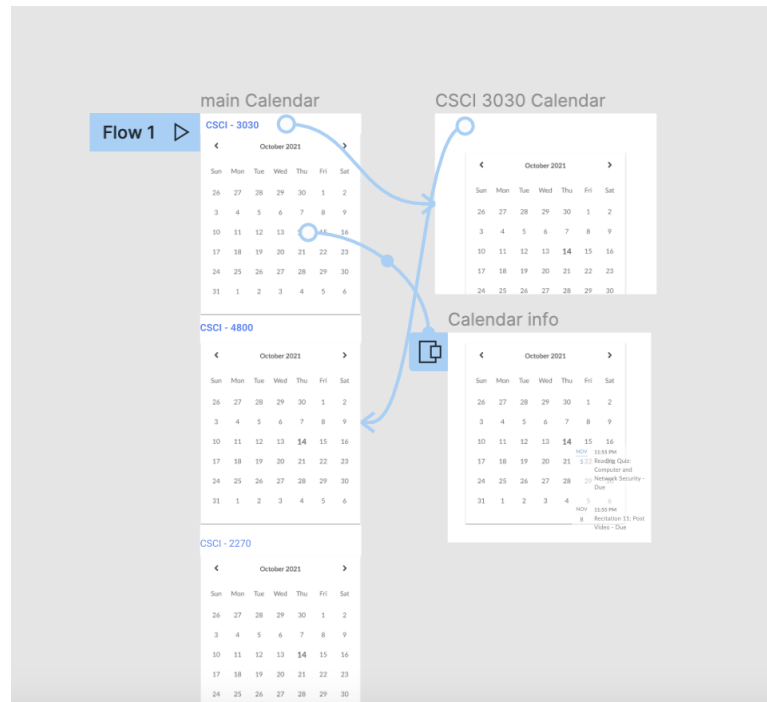 main Calendar
Flow 1
CSCI - 3030
October 2021
Sun Mon Tue Wed Thu Fri Sat
26 27 28 29 30 1 2
3 4 5 6 7 8 9
10 11 12 13 15 16
17 18 19 20 21 22 23
24 25 26 27 28 29 30
31 1 2 3 4 5 6
CSCI - 4800
October 2021
Sun Mon Tue Wed Thu Fri Sat
26 27 28 29 30 1 2
3 4 5 6 7 8 9
10 11 12 13 14 15 16
17 18 19 20 21 22 23
24 25 26 27 28 29 30
31 1 2 3 4 5 6
CSCI - 2270
October 2021
Sun Mon Tue Wed Thu Fri Sat
26 27 28 29 30 1 2
3 4 5 6 7 8 9
10 11 12 13 14 15 16
17 18 19 20 21 22 23
24 25 26 27 28 29 30
CSCI 3030 Calendar
October 2021
Sun Mon Tue Wed Thu Fri Sat
26 27 28 29 30 1 2
3 4 5 6 7 8 9
10 11 12 13 14 15 16
17 18 19 20 21 22 23
24 25 26 27 28 29 30
Calendar info
October 2021
Sun Mon Tue Wed Thu Fri Sat
26 27 28 29 30 1 2
3 4 5 6 7 8 9
10 11 12 13 14 15 16
17 18 19 20 21 22
24 25 26 27 28 29
31 1 2 3 4 5 6
NOV 11:55 PM
Reading Quiz:
Computer and
Network Security -
Due
NOV 11:55 PM
8 Recitation 11: Post
Video - Due